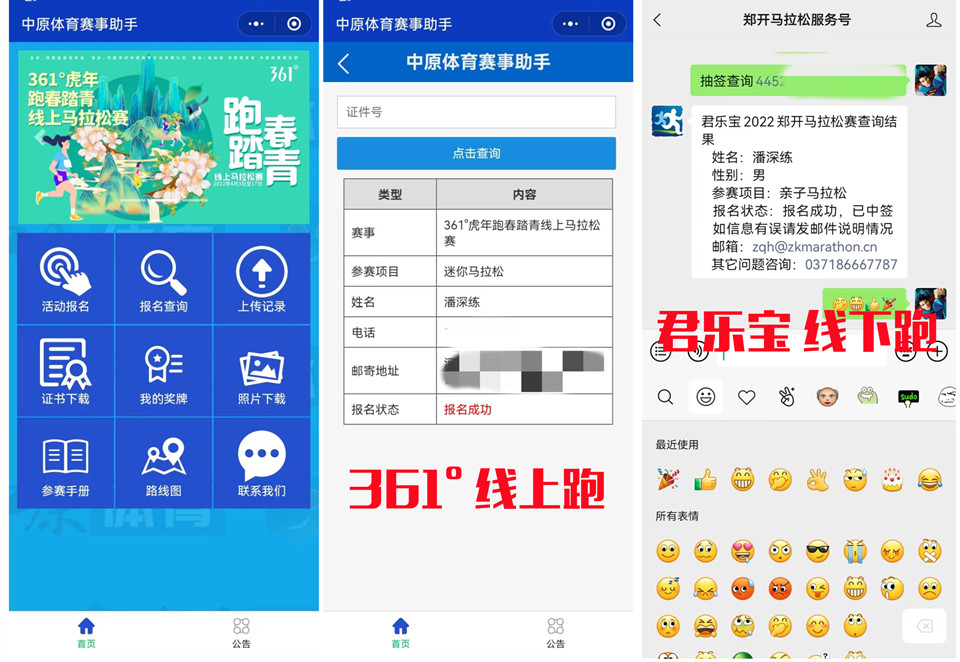 中原体育赛事助手
361°虎年
跑春踏青
线上马拉松赛
361°
跑春
踏青
线上马拉松赛
2022年4月3日至17日
活动报名
报名查询
上传记录
证书下载
我的奖牌
照片下载
参赛手册
路线图
联系我们
首页
公告
中原体育赛事助手
中原体育赛事助手
证件号
点击查询
类型 内容
赛事 361°虎年跑春踏青线上马拉松
赛
参赛项目 迷你马拉松
姓名 潘深练
电话
邮寄地址
报名状态 报名成功
361° 线上跑
首页
公告
郑开马拉松服务号
抽签查询 4452
君乐宝 2022 郑开马拉松赛查询结
果
姓名：潘深练
性别：男
参赛项目：亲子马拉松
报名状态：报名成功，已中签
如信息有误请发邮件说明情况
邮箱：zqh@zkmarathon.cn
其它问题咨询：037186667787
君乐宝 线下跑
sudo
最近使用
所有表情